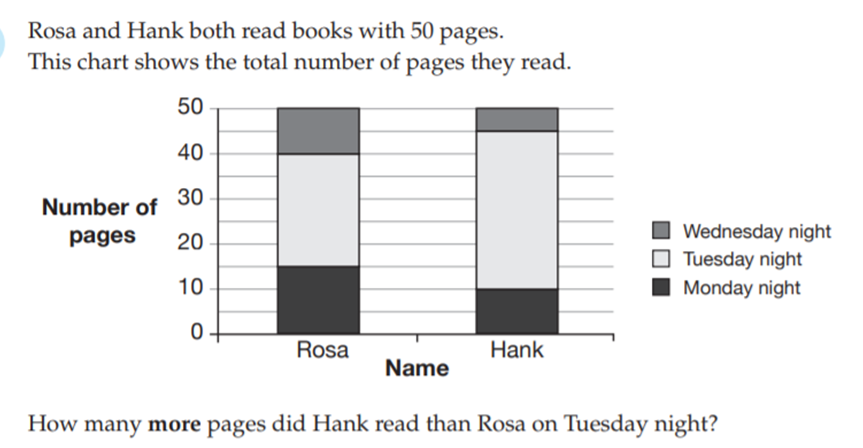 Rosa and Hank both read books with 50 pages.
This chart shows the total number of pages they read.
50
40
30
20
10
0
Number of
pages
Rosa
Hank
Name
Wednesday night
Tuesday night
Monday night
How many more pages did Hank read than Rosa on Tuesday night?